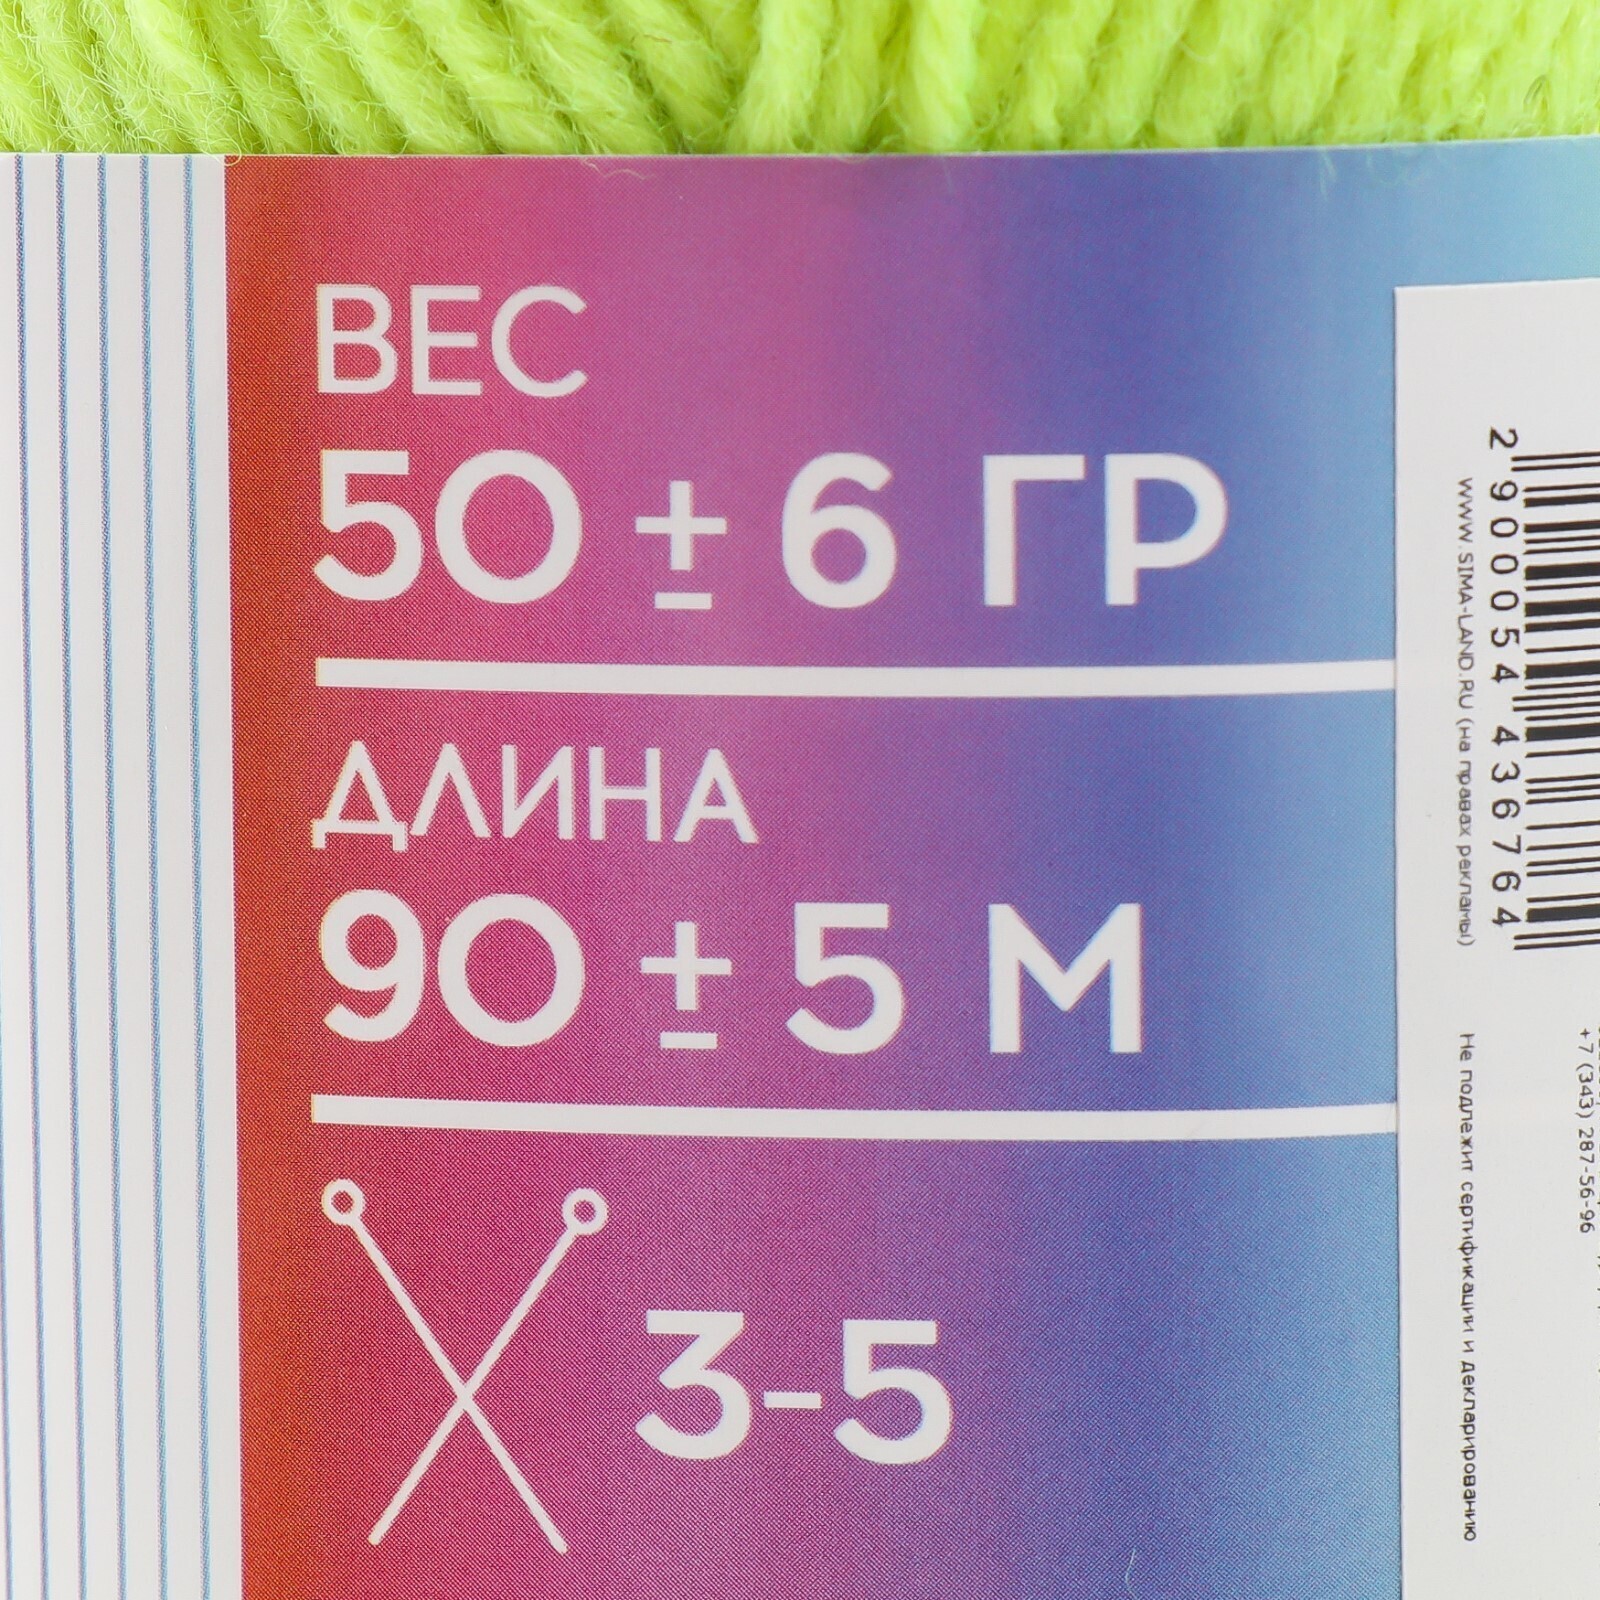 ВЕС
50 ± 6 ГР
ДЛИНА
90 ± 5 М
3-5
2 900054 436764
WWW.SIMA-LAND.RU (на правах рекламы)
Не подлежит сертификации и декларированию
+7 (343) 287-56-96